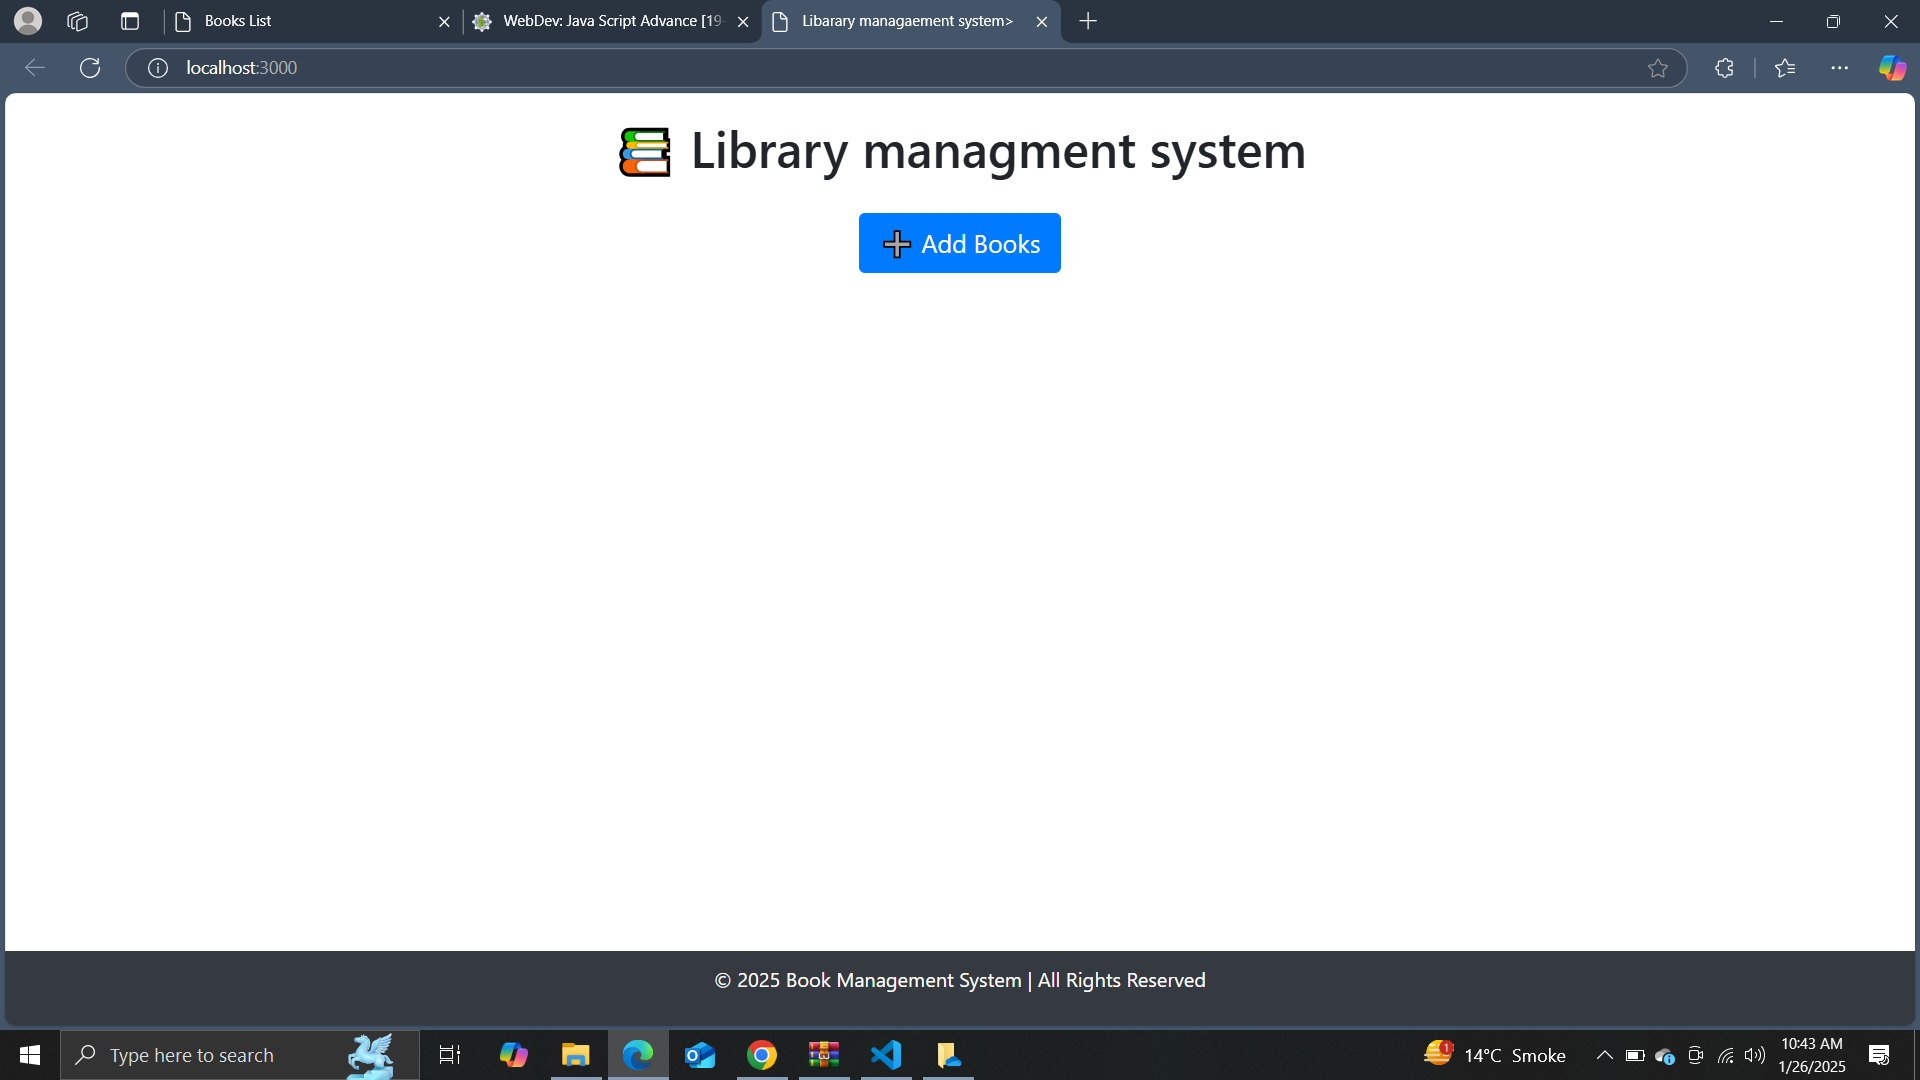 Books List
WebDev: Java Script Advance [19-
Libarary managaement system>
localhost:3000
Library managment system
Add Books
© 2025 Book Management System | All Rights Reserved
Type here to search
1
14°C Smoke
10:43 AM
1/26/2025